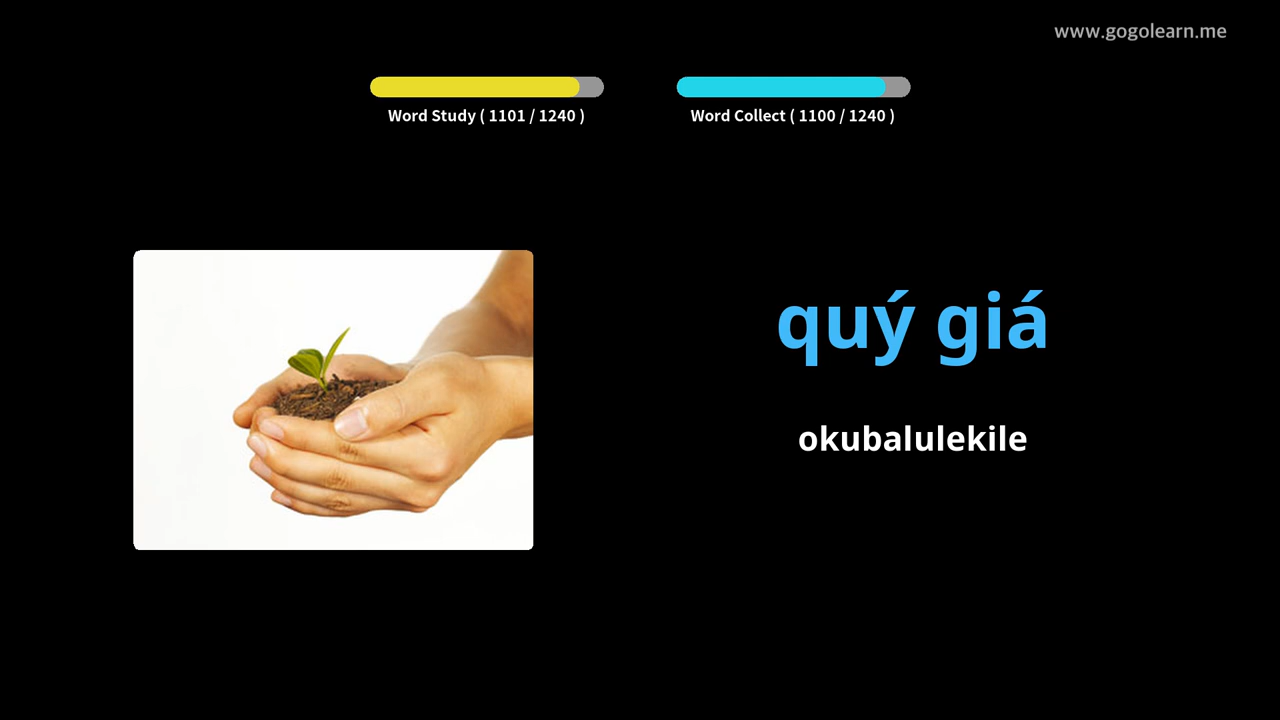 www.gogolearn.me
Word Study ( 1101 / 1240 )
Word Collect ( 1100 / 1240 )
quý giá
okubalulekile